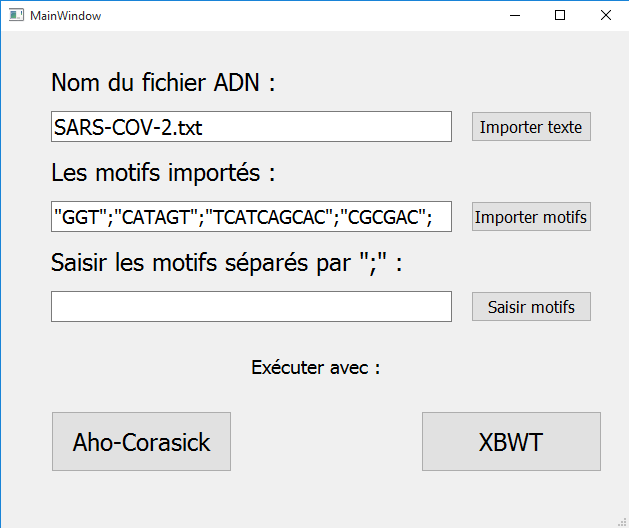 MainWindow
Nom du fichier ADN :
SARS-COV-2.txt
Importer texte
Les motifs importés :
"GGT";"CATAGT";"TCATCAGCAC";"CGCGAC";
Importer motifs
Saisir les motifs séparés par ";" :
Saisir motifs
Exécuter avec :
Aho-Corasick
XBWT